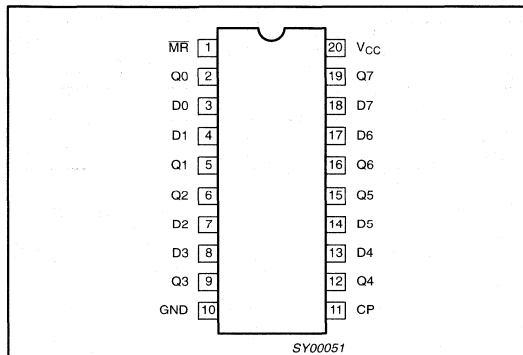 M̅R̅ 1 20 VCC
Q0 2 19 Q7
D0 3 18 D7
D1 4 17 D6
Q1 5 16 Q6
Q2 6 15 Q5
D2 7 14 D5
D3 8 13 D4
Q3 9 12 Q4
GND 10 11 CP
SY00051